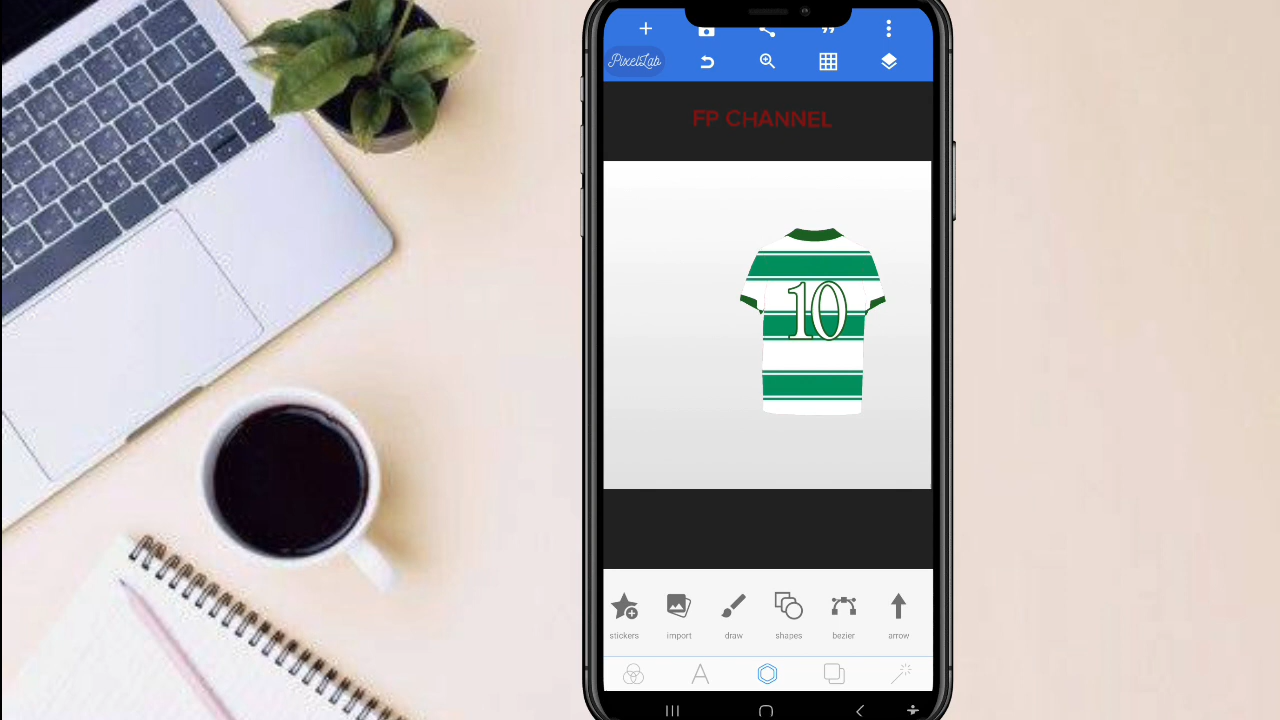 PixelLab
FP CHANNEL
10
stickers
import
draw
shapes
bezier
arrow